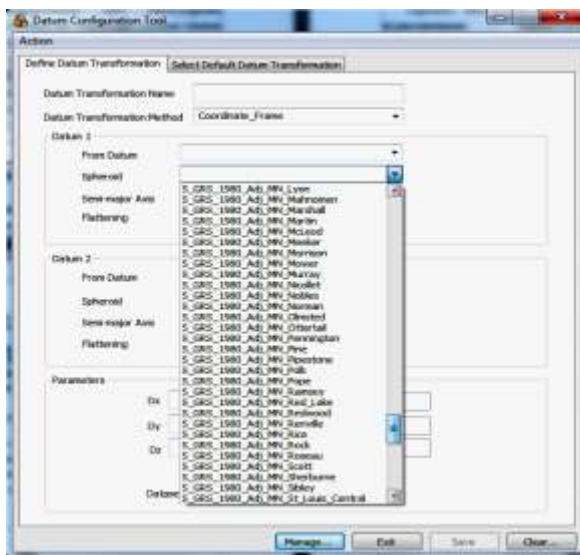 Datum Configuration Tool
Action
Define Datum Transformation
Select Default Datum Transformation
Datum Transformation Name
Datum Transformation Method
Coordinate_Frame
Datum 1
From Datum
Spheroid
Semi-major Axis
Flattening
S_GRS_1980_Adj_MN_Lyon
S_GRS_1980_Adj_MN_Mahnomen
S_GRS_1980_Adj_MN_Marshall
S_GRS_1980_Adj_MN_Martin
S_GRS_1980_Adj_MN_McLeod
S_GRS_1980_Adj_MN_Meeker
S_GRS_1980_Adj_MN_Morrison
S_GRS_1980_Adj_MN_Mower
S_GRS_1980_Adj_MN_Murray
S_GRS_1980_Adj_MN_Nicollet
S_GRS_1980_Adj_MN_Nobles
S_GRS_1980_Adj_MN_Norman
S_GRS_1980_Adj_MN_Olmsted
S_GRS_1980_Adj_MN_Ottertail
S_GRS_1980_Adj_MN_Pennington
S_GRS_1980_Adj_MN_Pine
S_GRS_1980_Adj_MN_Pipestone
S_GRS_1980_Adj_MN_Polk
S_GRS_1980_Adj_MN_Pope
S_GRS_1980_Adj_MN_Ramsey
S_GRS_1980_Adj_MN_Red_Lake
S_GRS_1980_Adj_MN_Redwood
S_GRS_1980_Adj_MN_Renville
S_GRS_1980_Adj_MN_Rice
S_GRS_1980_Adj_MN_Rock
S_GRS_1980_Adj_MN_Roseau
S_GRS_1980_Adj_MN_Scott
S_GRS_1980_Adj_MN_Sherburne
S_GRS_1980_Adj_MN_Sibley
S_GRS_1980_Adj_MN_St_Louis_Central
Datum 2
From Datum
Spheroid
Semi-major Axis
Flattening
Parameters
Dx
Dy
Dz
Manage...
Exit
Save
Clear...